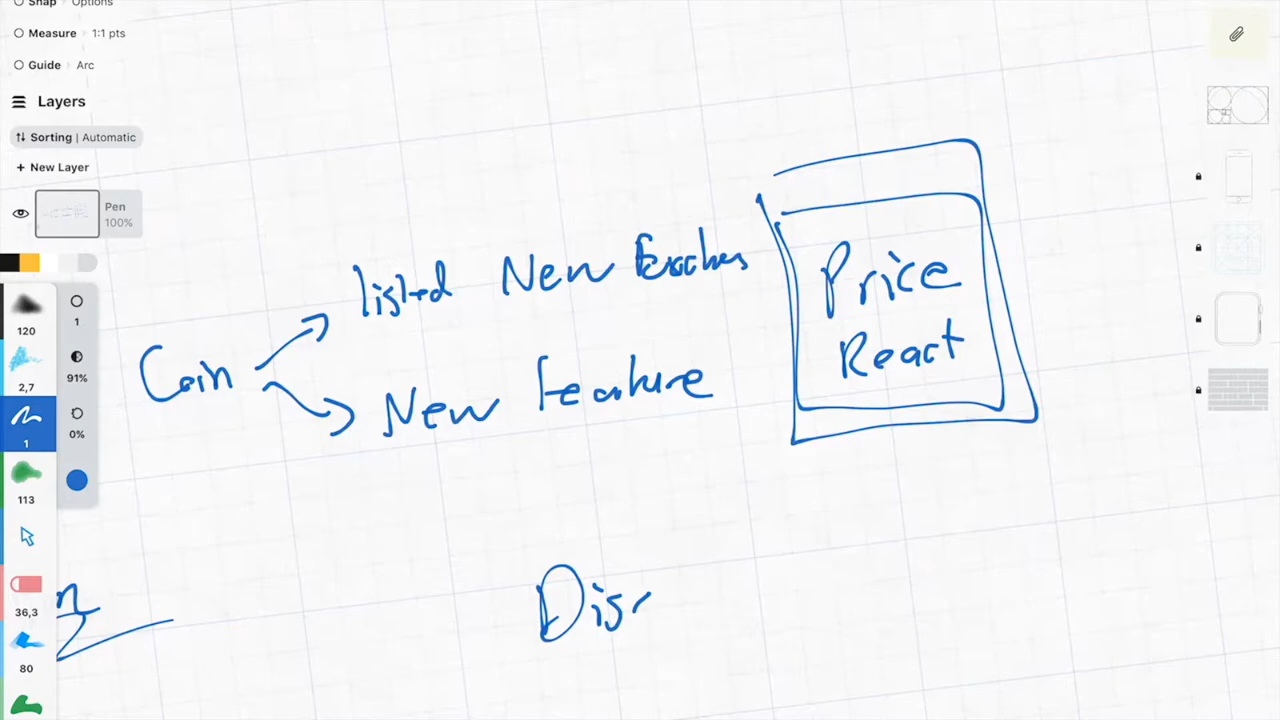 Snap Options
Measure 1:1 pts
Guide Arc
Layers
Sorting | Automatic
+ New Layer
Pen
100%
120
1
91%
2,7
0%
1
113
36,3
80
listed New
Price
React
Coin
New Feature
Dis